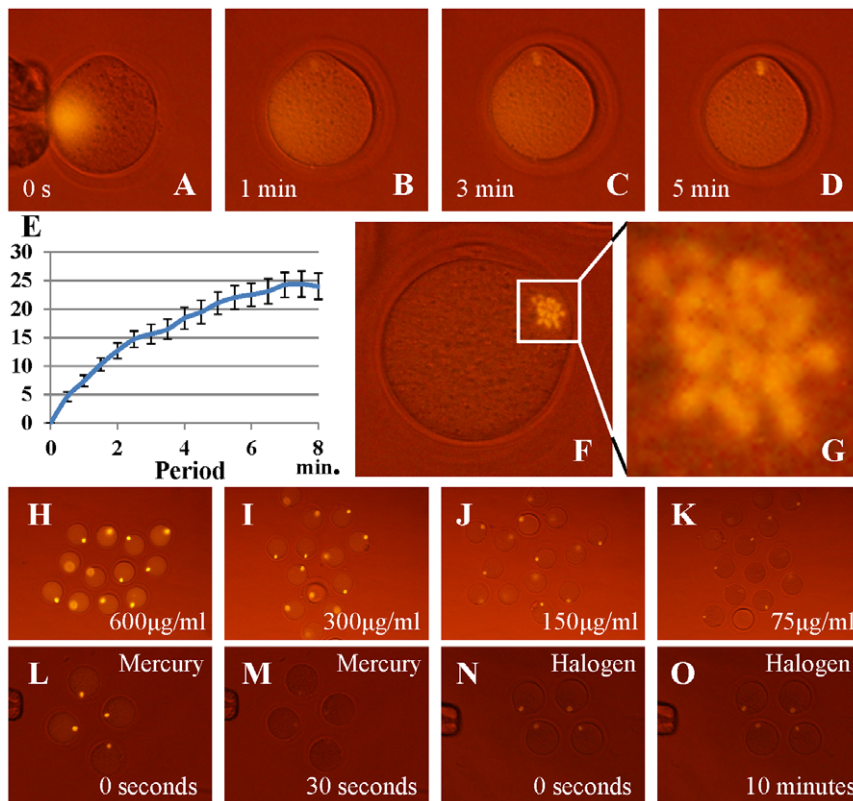 0 s A
1 min B
3 min C
5 min D
E
30
25
20
15
10
5
0
0 2 4 6 8
Period min.
F
G
H 600μg/ml
I 300μg/ml
J 150μg/ml
K 75μg/ml
L Mercury 0 seconds
M Mercury 30 seconds
N Halogen 0 seconds
O Halogen 10 minutes